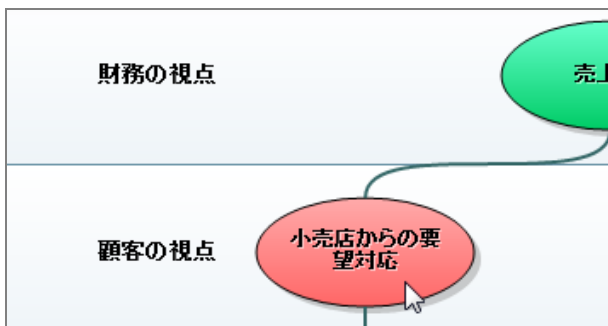 財務の視点
売上
顧客の視点
小売店からの要
望対応